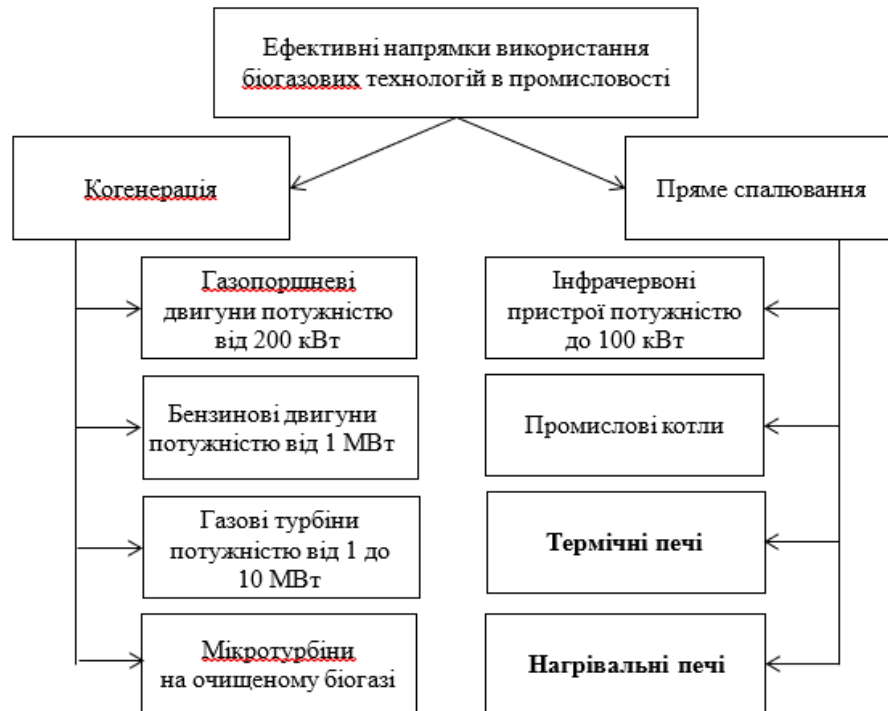 Ефективні напрямки використання
біогазових технологій в промисловості
Когенерація
Пряме спалювання
Газопоршневі
двигуни потужністю
від 200 кВт
Інфрачервоні
пристрої потужністю
до 100 кВт
Бензинові двигуни
потужністю від 1 МВт
Промислові котли
Газові турбіни
потужністю від 1 до
10 МВт
Термічні печі
Мікротурбіни
на очищеному біогазі
Нагрівальні печі